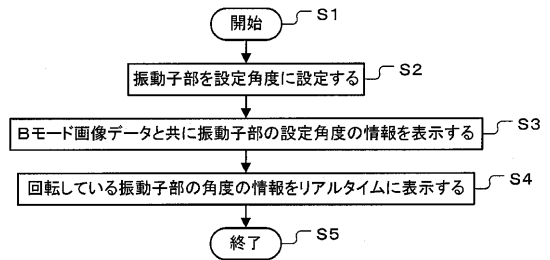 開始 S1
振動子部を設定角度に設定する S2
Bモード画像データと共に振動子部の設定角度の情報を表示する S3
回転している振動子部の角度の情報をリアルタイムに表示する S4
終了 S5